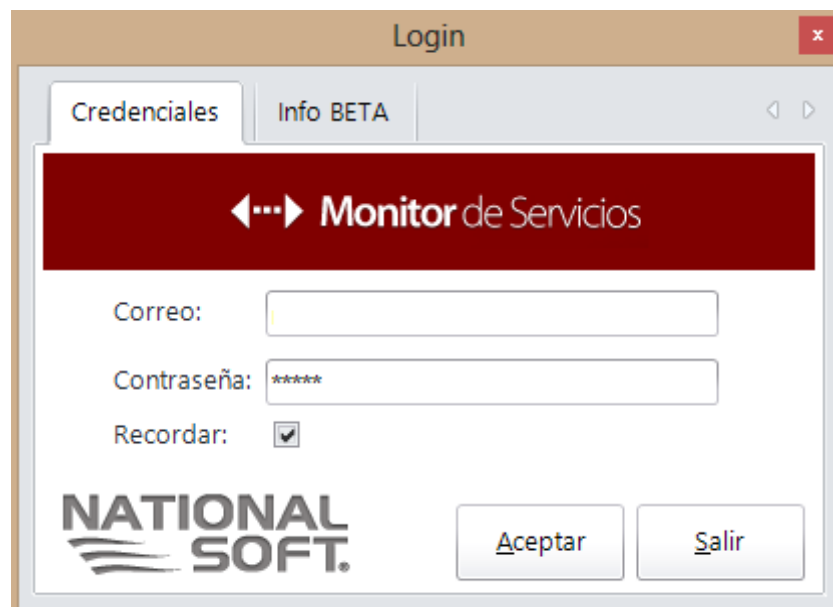 Login
x
Credenciales Info BETA
Monitor de Servicios
Correo:
Contraseña: *****
Recordar:
NATIONAL
SOFT.
Aceptar Salir